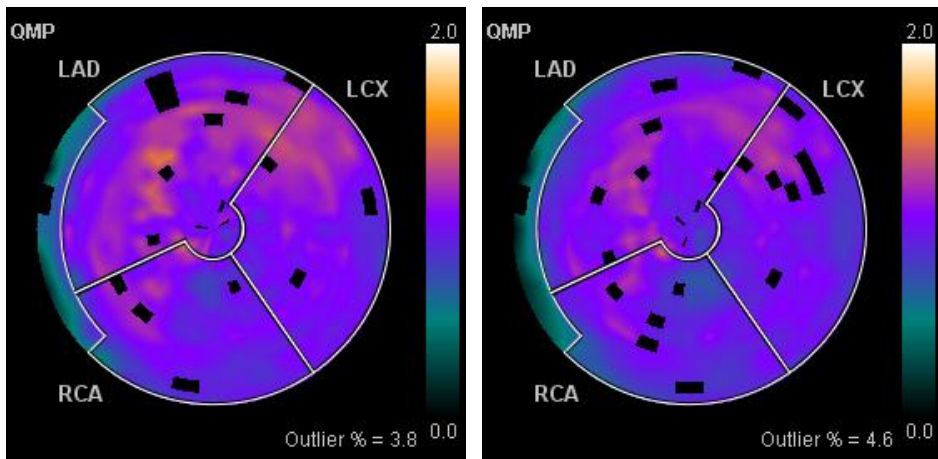 QMP
2.0
LAD
LCX
RCA
Outlier % = 3.8
0.0
QMP
2.0
LAD
LCX
RCA
Outlier % = 4.6
0.0